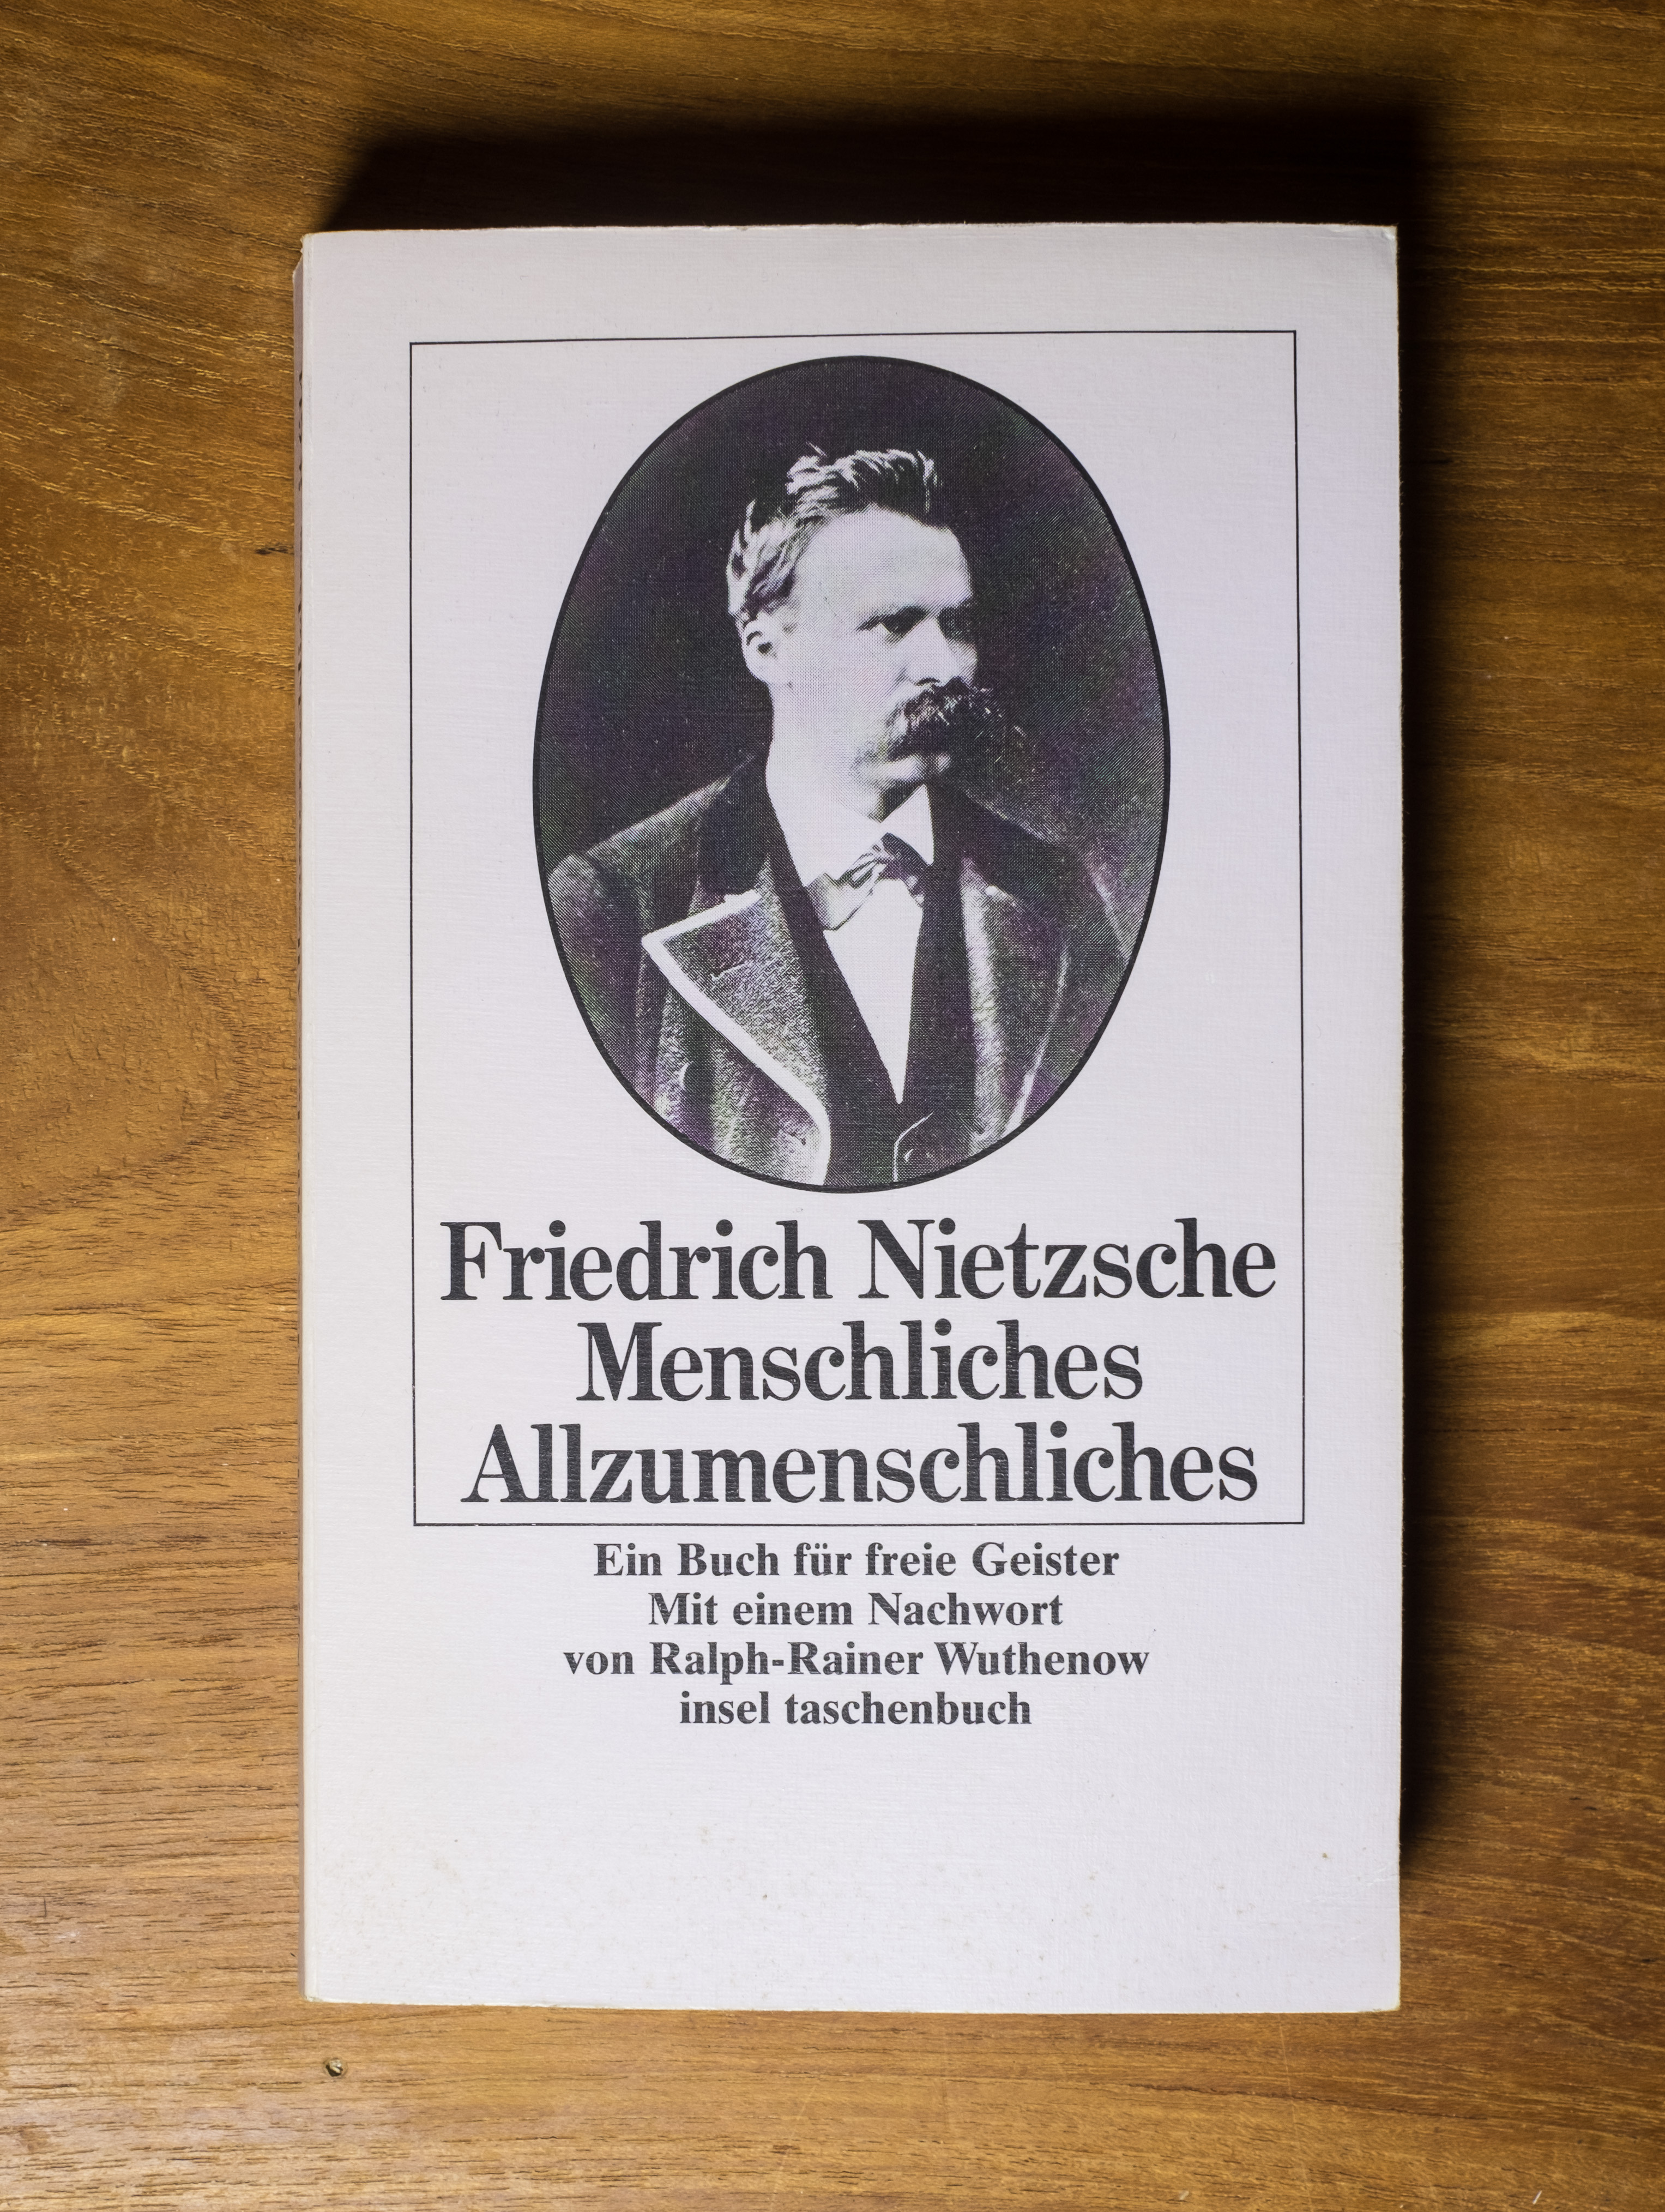 Friedrich Nietzsche
Menschliches
Allzumenschliches
Ein Buch für freie Geister
Mit einem Nachwort
von Ralph-Rainer Wuthenow
insel taschenbuch